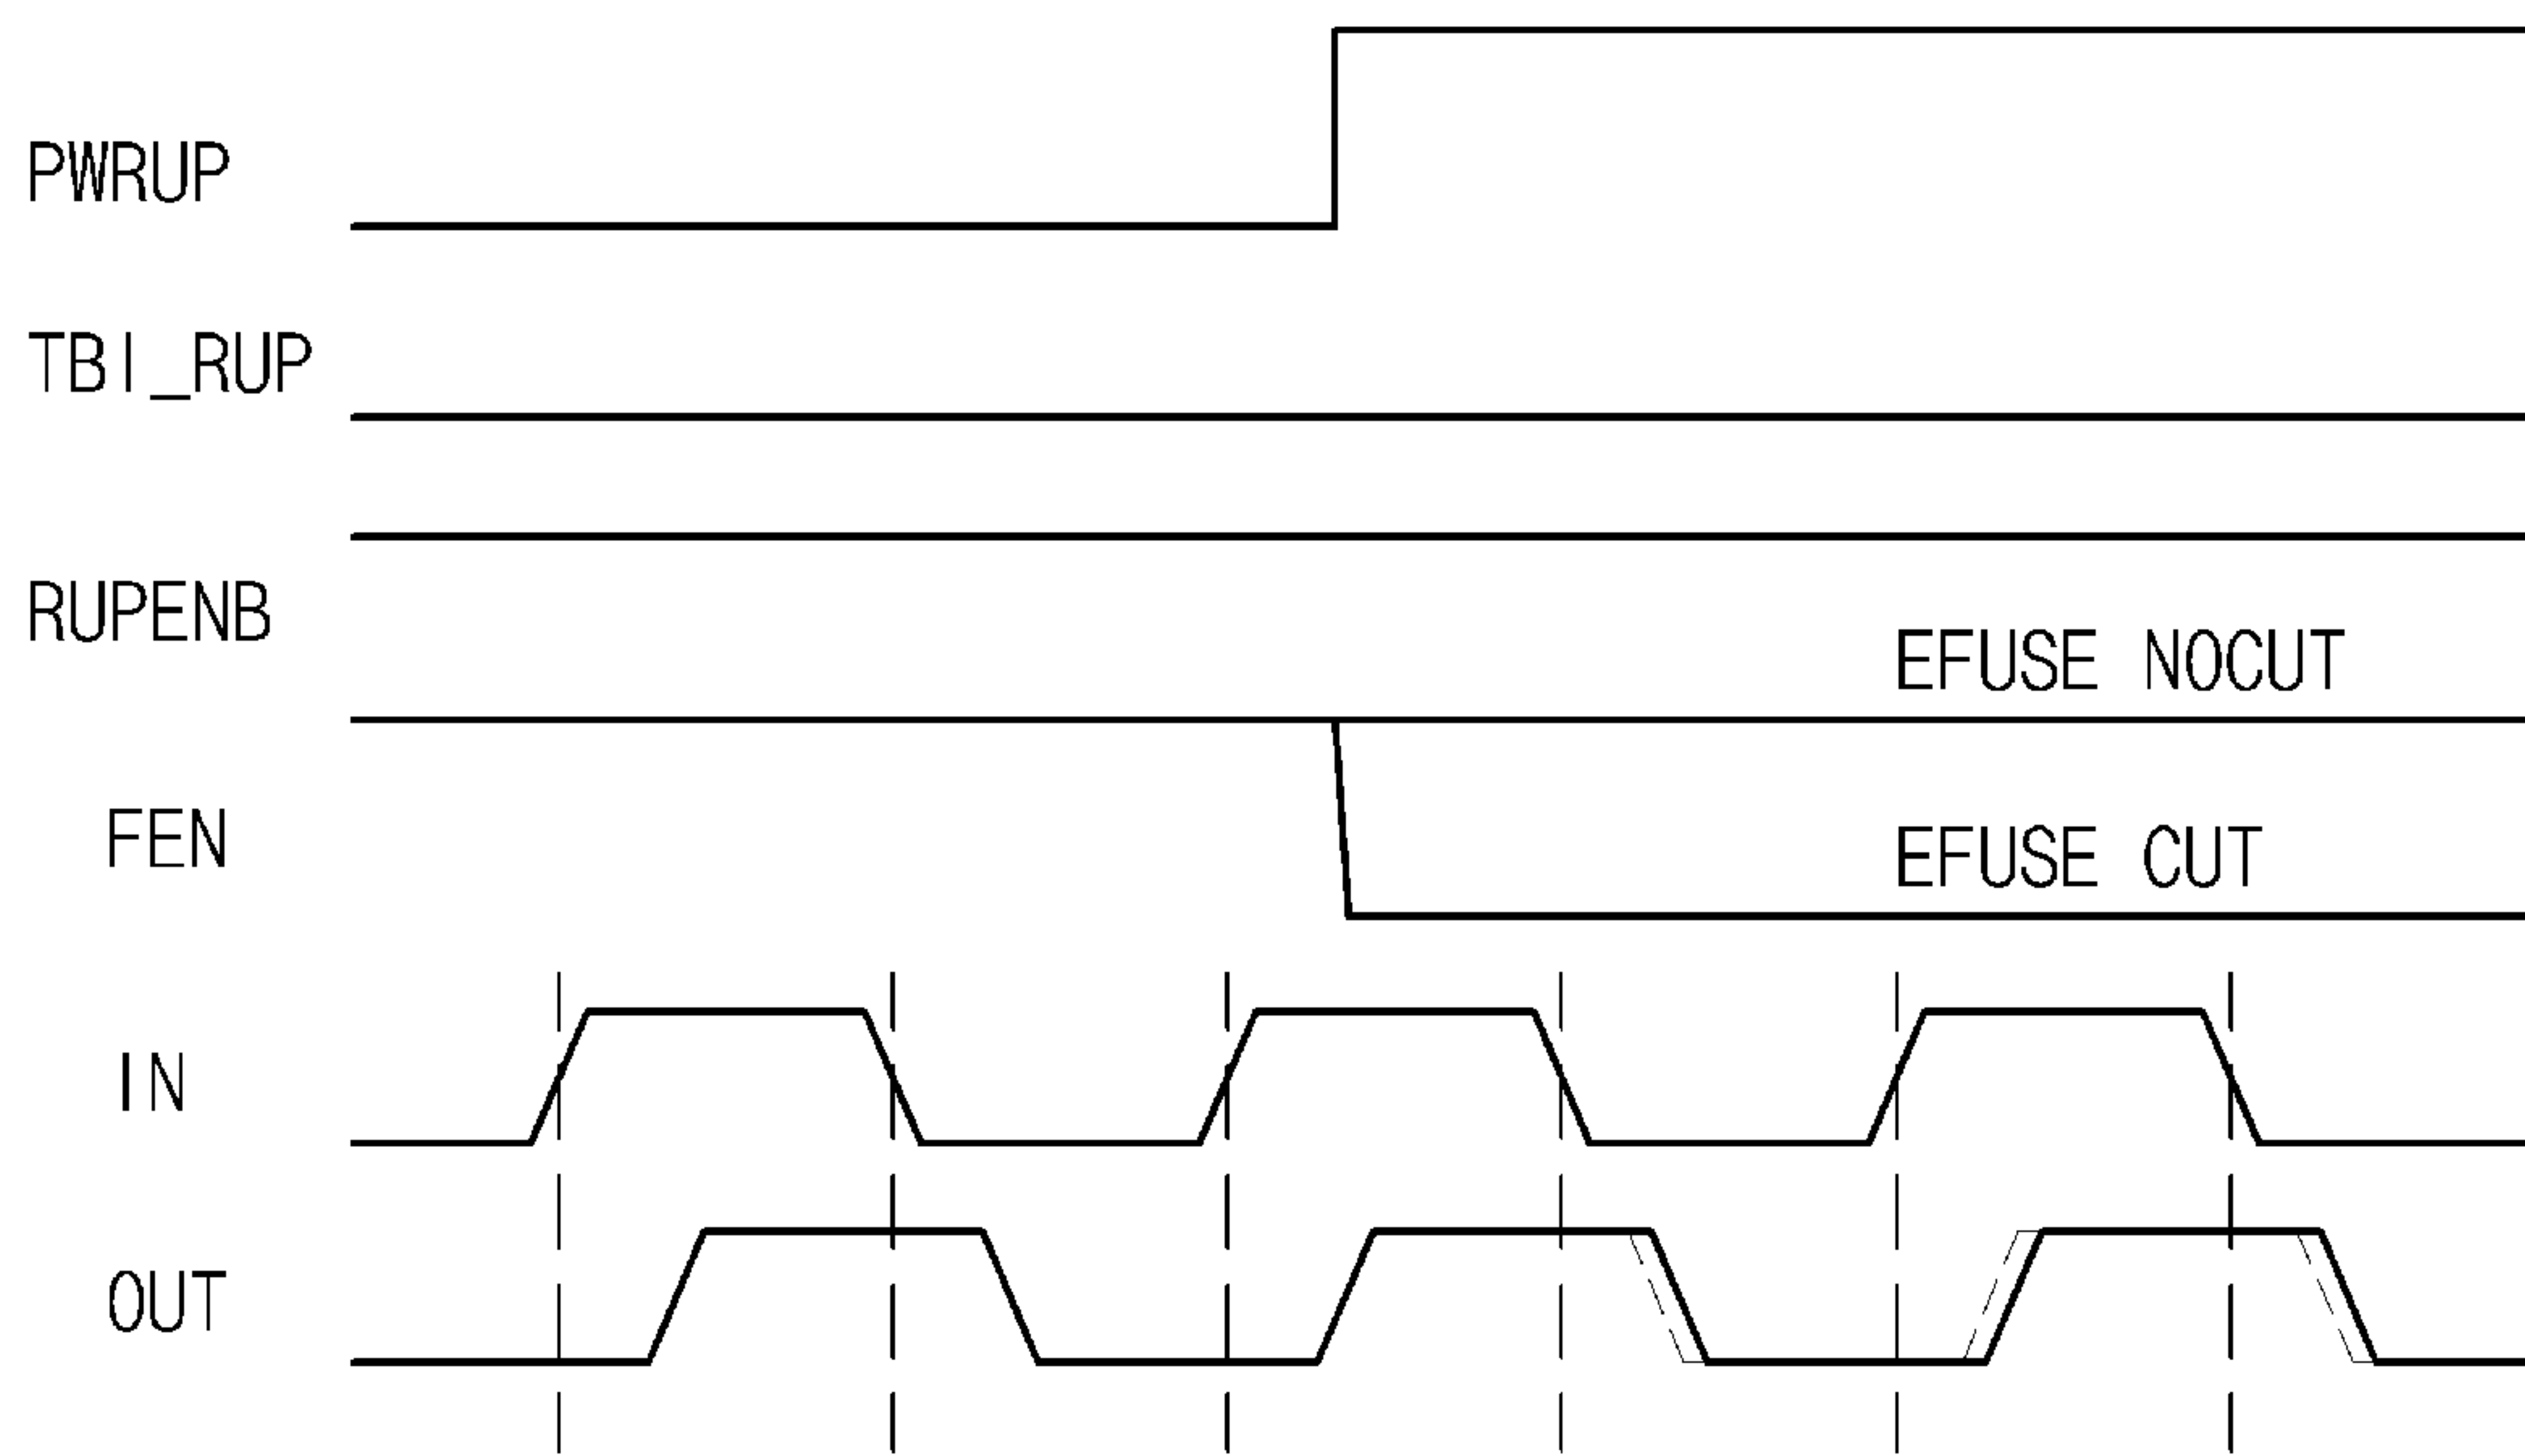 PWRUP
TBI_RUP
RUPENB
EFUSE NOCUT
FEN
EFUSE CUT
IN
OUT